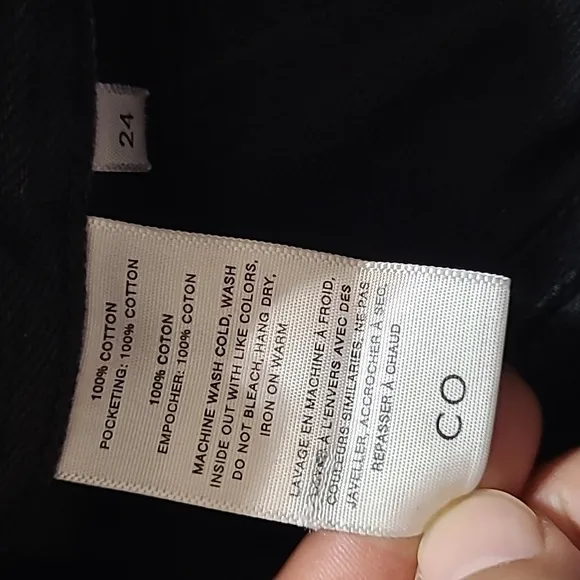 24
100% COTTON
POCKETING: 100% COTTON
100% COTON
EMPOCHER: 100% COTON
MACHINE WASH COLD, WASH
INSIDE OUT WITH LIKE COLORS,
DO NOT BLEACH, HANG DRY,
IRON ON WARM
LAVAGE EN MACHINE À FROID,
À L'ENVERS AVEC DES
COULEURS SIMILARIES, NE PAS
JAVELLER, ACCROCHER À SEC,
REPASSER À CHAUD
CO